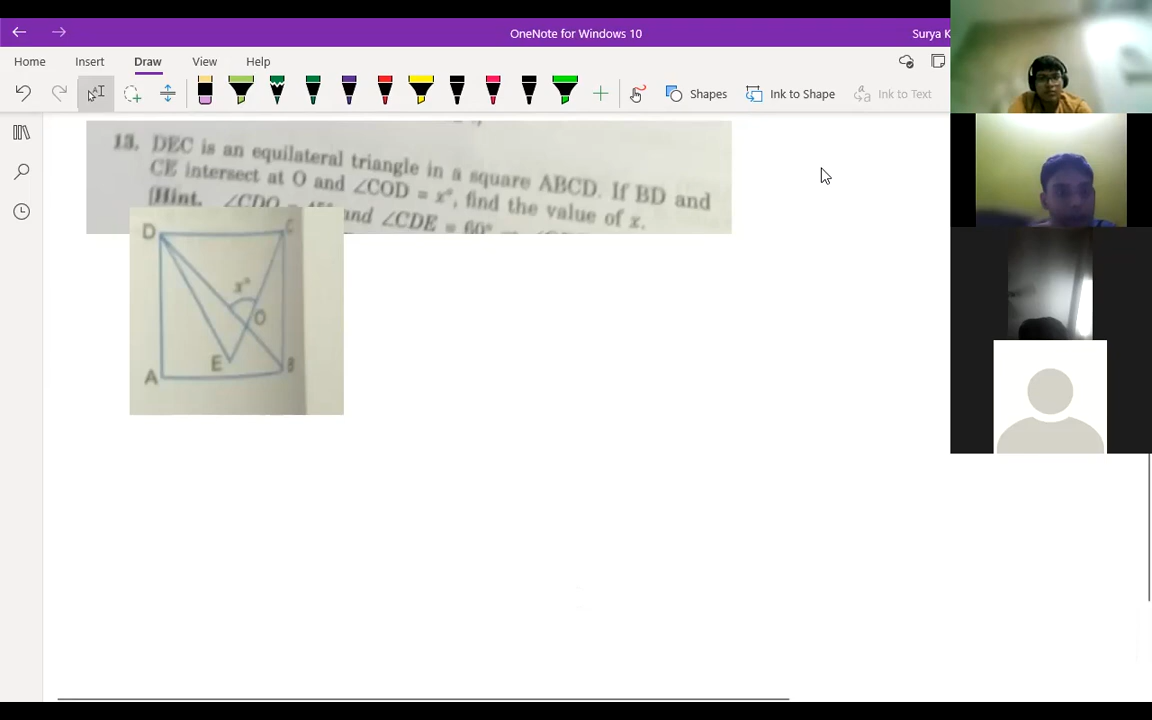 OneNote for Windows 10
Surya K
Home Insert Draw View Help
Shapes Ink to Shape Ink to Text
13. DEC is an equilateral triangle in a square ABCD. If BD and
CE intersect at O and ∠COD = x°, find the value of x.
[Hint. ∠CDO = 45° and ∠CDE = 60°
D C
x°
O
E B
A